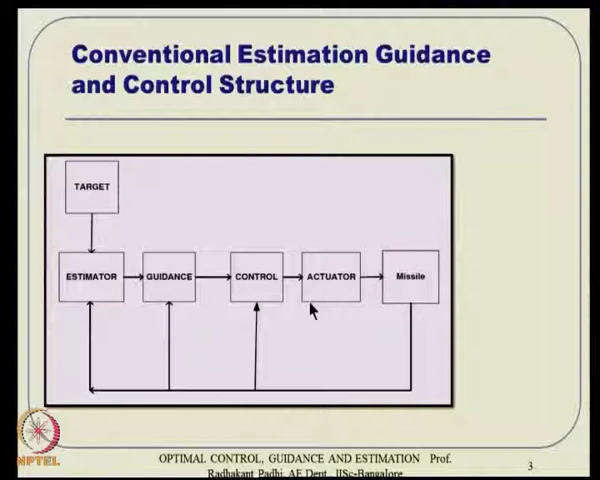 Conventional Estimation Guidance
and Control Structure
TARGET
ESTIMATOR
GUIDANCE
CONTROL
ACTUATOR
Missile
NPTEL
OPTIMAL CONTROL, GUIDANCE AND ESTIMATION Prof.
Radhakant Padhi, AE Dept., IISc-Bangalore
3